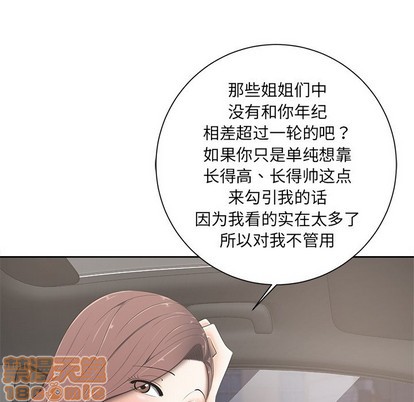 那些姐姐们中
没有和你年纪
相差超过一轮的吧？
如果你只是单纯想靠
长得高、长得帅这点
来勾引我的话
因为我看的实在太多了
所以对我不管用